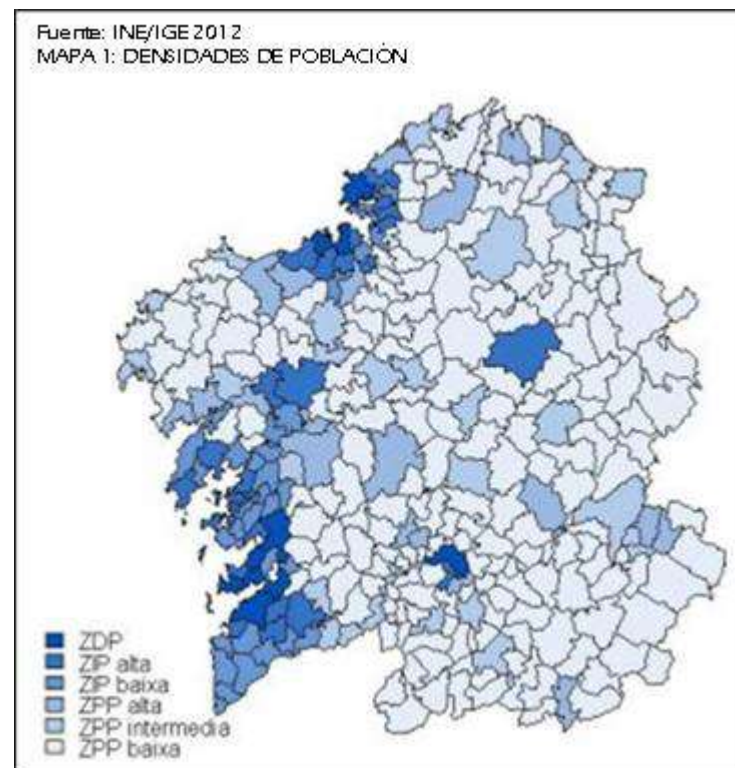 Fuente: INE/IGE 2012
MAPA 1: DENSIDADES DE POBLACIÓN
ZDP
ZIP alta
ZIP baixa
ZPP alta
ZPP intermedia
ZPP baixa